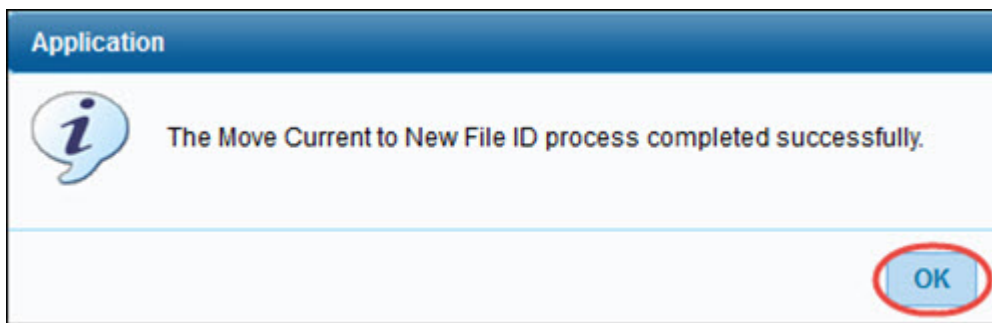 Application
The Move Current to New File ID process completed successfully.
OK